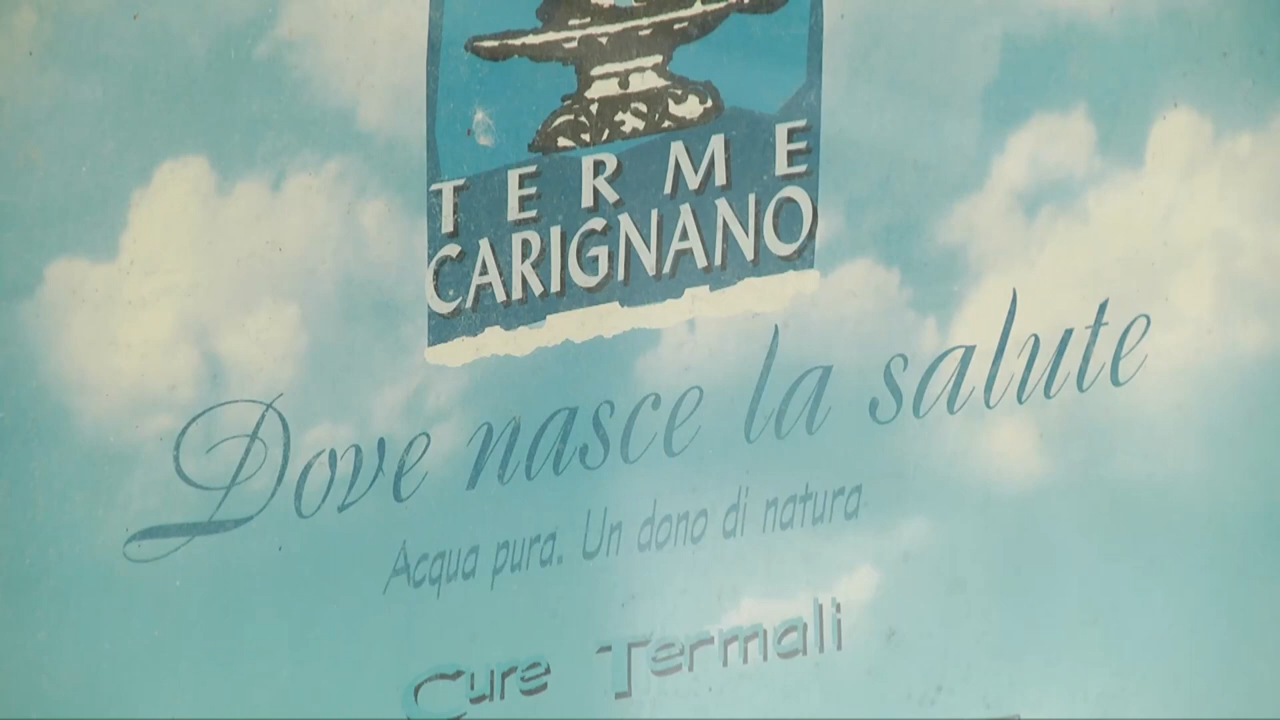 TERME
CARIGNANO
Dove nasce la salute
Acqua pura. Un dono di natura
Cure Termali